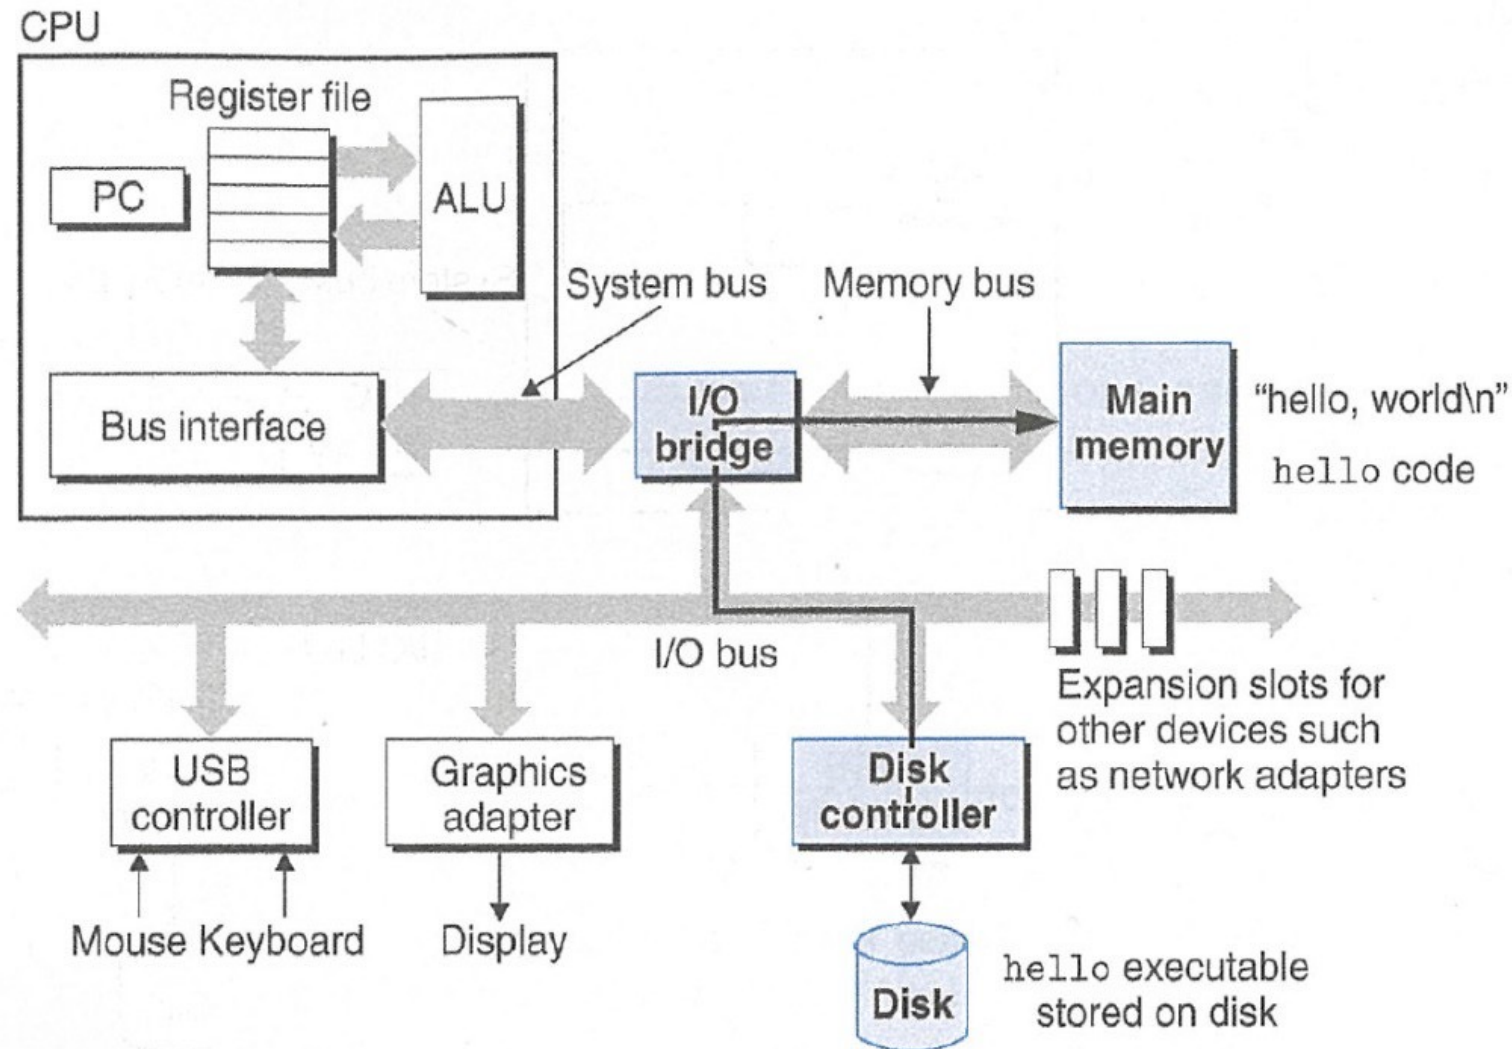 CPU
Register file
PC
ALU
System bus
Memory bus
Bus interface
I/O
bridge
Main
memory
“hello, world\n”
hello code
I/O bus
Expansion slots for
other devices such
as network adapters
USB
controller
Graphics
adapter
Disk
controller
Mouse Keyboard
Display
Disk
hello executable
stored on disk